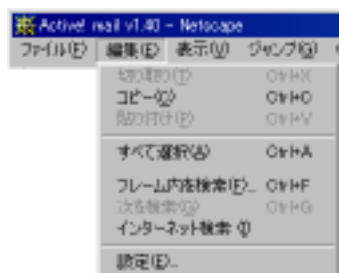 Active! mail v1.40 - Netscape
ファイル(F) 編集(E) 表示(V) ジャンプ(G)
切り取り(T) Ctrl+X
コピー(C) Ctrl+C
貼り付け(P) Ctrl+V
すべて選択(A) Ctrl+A
フレーム内を検索(F)... Ctrl+F
次を検索(G) Ctrl+G
インターネット検索(I)
設定(E)...